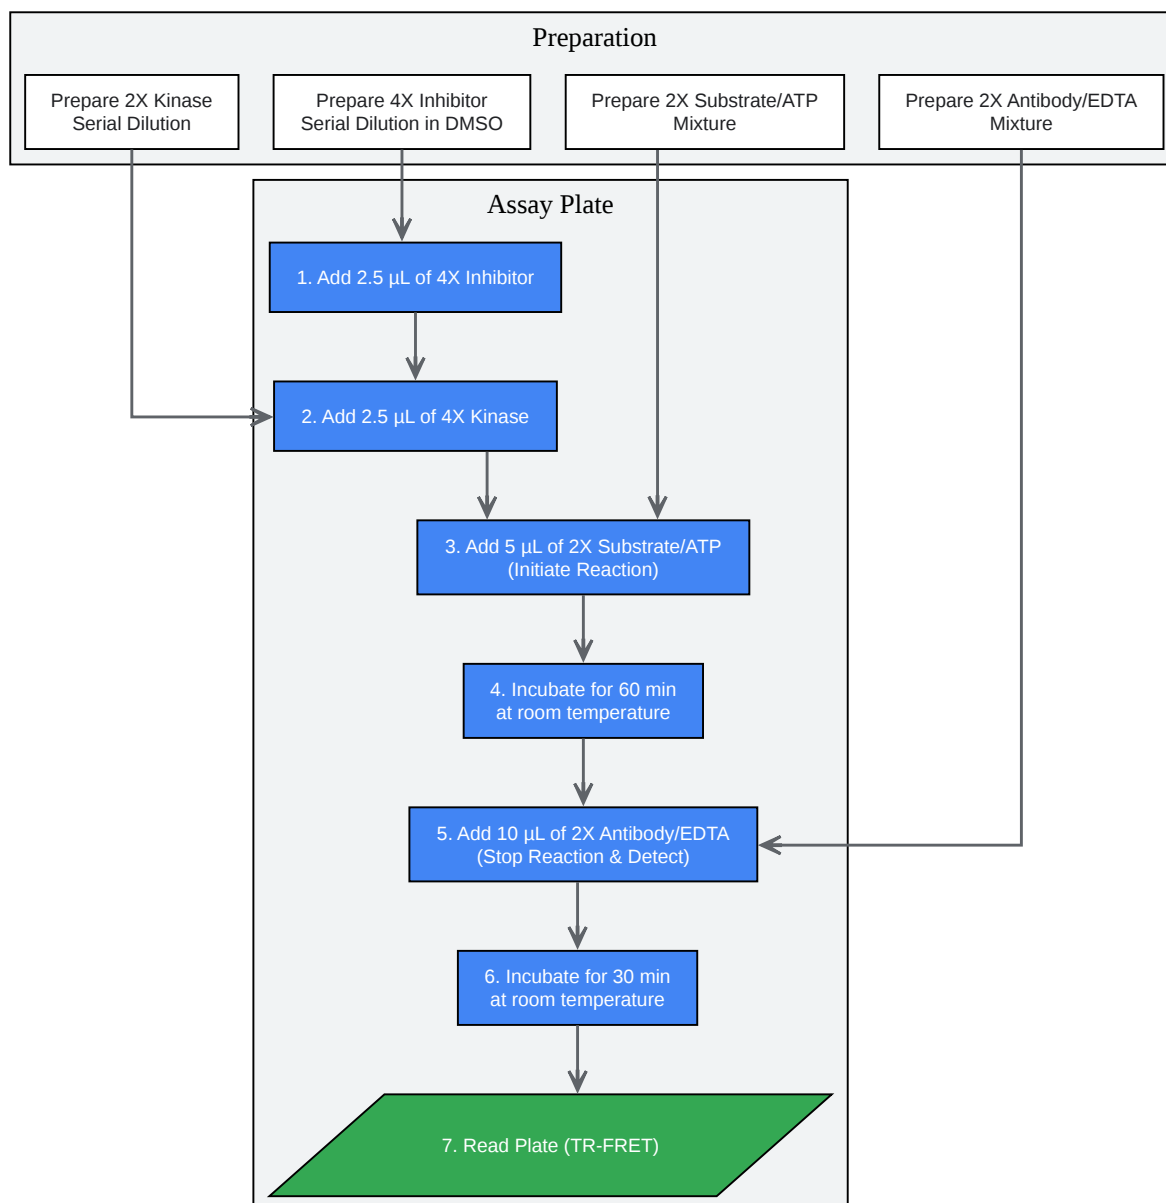 Preparation
Prepare 2X Kinase
Serial Dilution
Prepare 4X Inhibitor
Serial Dilution in DMSO
Prepare 2X Substrate/ATP
Mixture
Prepare 2X Antibody/EDTA
Mixture
Assay Plate
1. Add 2.5 µL of 4X Inhibitor
2. Add 2.5 µL of 4X Kinase
3. Add 5 µL of 2X Substrate/ATP
(Initiate Reaction)
4. Incubate for 60 min
at room temperature
5. Add 10 µL of 2X Antibody/EDTA
(Stop Reaction & Detect)
6. Incubate for 30 min
at room temperature
7. Read Plate (TR-FRET)